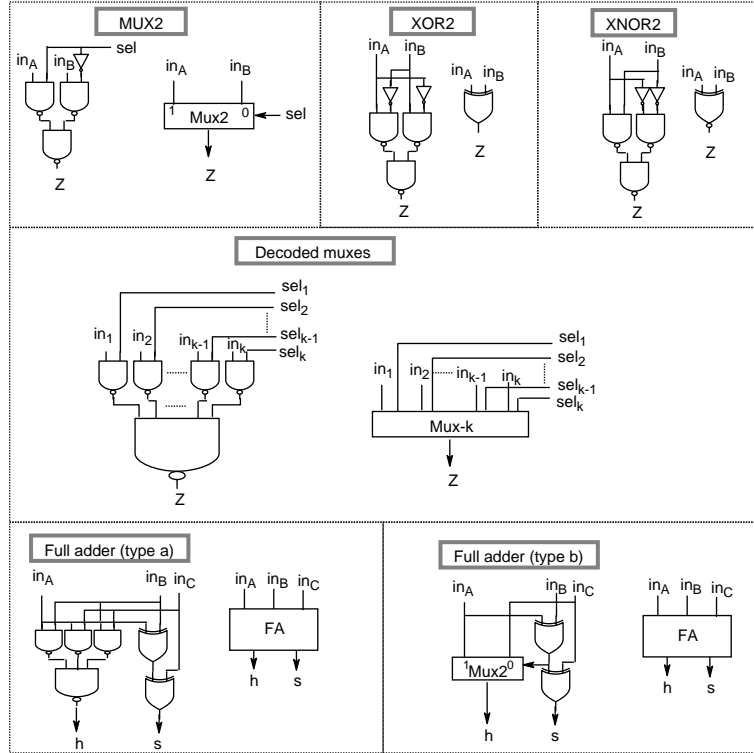 MUX2
XOR2
XNOR2
sel
inA inB
Z
inA inB
1 Mux2 0 sel
Z
inA inB
Z
inA inB
Z
inA inB
Z
inA inB
Z
Decoded muxes
sel1
sel2
selk-1
selk
in1 in2 ink-1 ink
Z
sel1
sel2
selk-1
selk
in1 in2 ink-1 ink
Mux-k
Z
Full adder (type a)
inA inB inC
h s
inA inB inC
FA
h s
Full adder (type b)
inA inB inC
1 Mux2 0
h s
inA inB inC
FA
h s